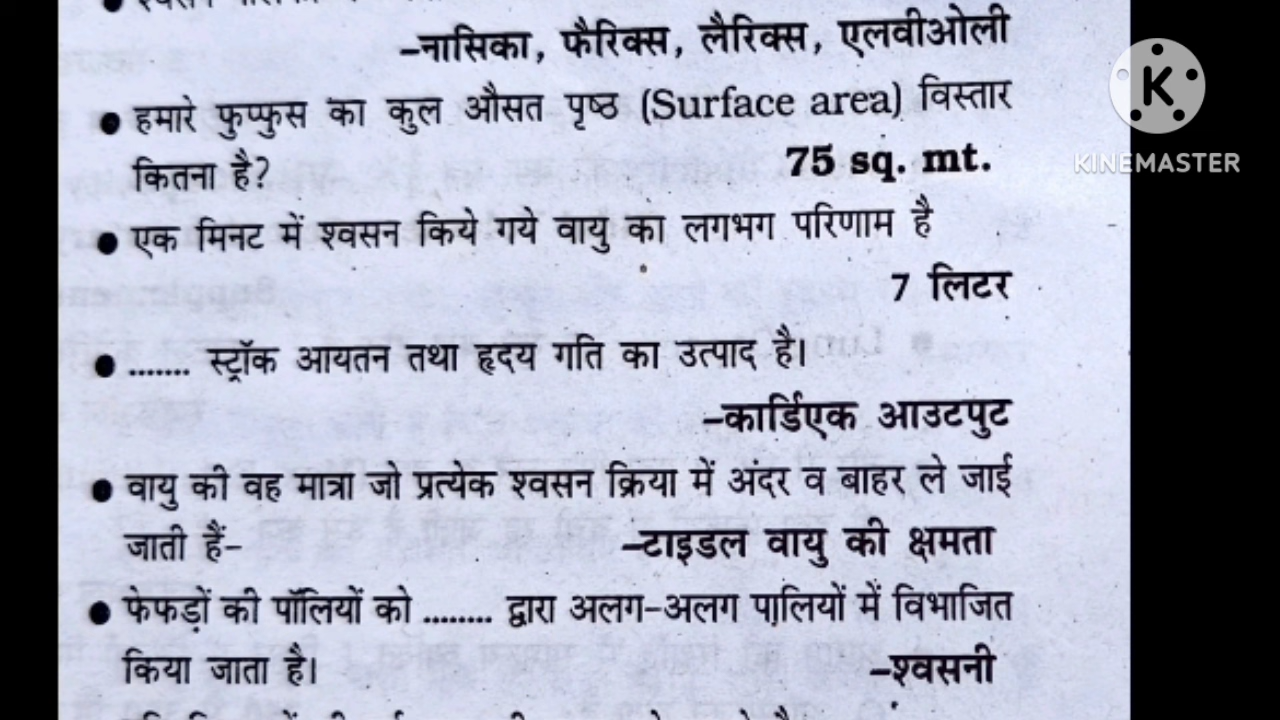 –नासिका, फैरिक्स, लैरिक्स, एलवीओली
● हमारे फुप्फुस का कुल औसत पृष्ठ (Surface area) विस्तार
कितना है? 75 sq. mt.
● एक मिनट में श्वसन किये गये वायु का लगभग परिणाम है
7 लिटर
● ........ स्ट्रॉक आयतन तथा हृदय गति का उत्पाद है।
–कार्डिएक आउटपुट
● वायु की वह मात्रा जो प्रत्येक श्वसन क्रिया में अंदर व बाहर ले जाई
जाती हैं– –टाइडल वायु की क्षमता
● फेफड़ों की पॉलियों को ........ द्वारा अलग-अलग पालियों में विभाजित
किया जाता है। –श्वसनी
KINEMASTER